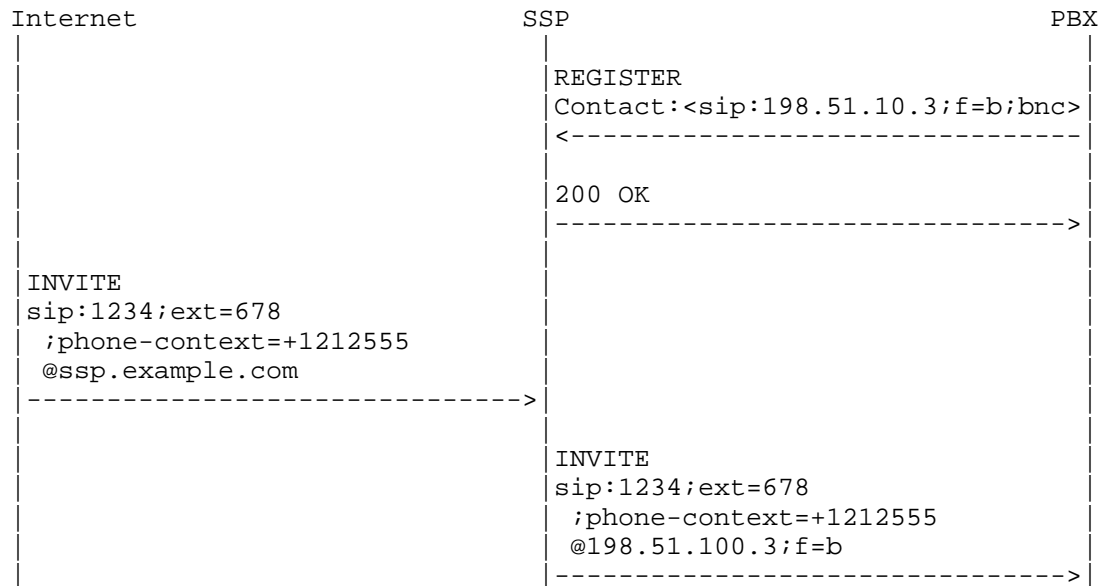 Internet SSP PBX
REGISTER
Contact:<sip:198.51.10.3;f=b;bnc>
<--------------------------------
200 OK
-------------------------------->
INVITE
sip:1234;ext=678
;phone-context=+1212555
@ssp.example.com
------------------------------->
INVITE
sip:1234;ext=678
;phone-context=+1212555
@198.51.100.3;f=b
-------------------------------->